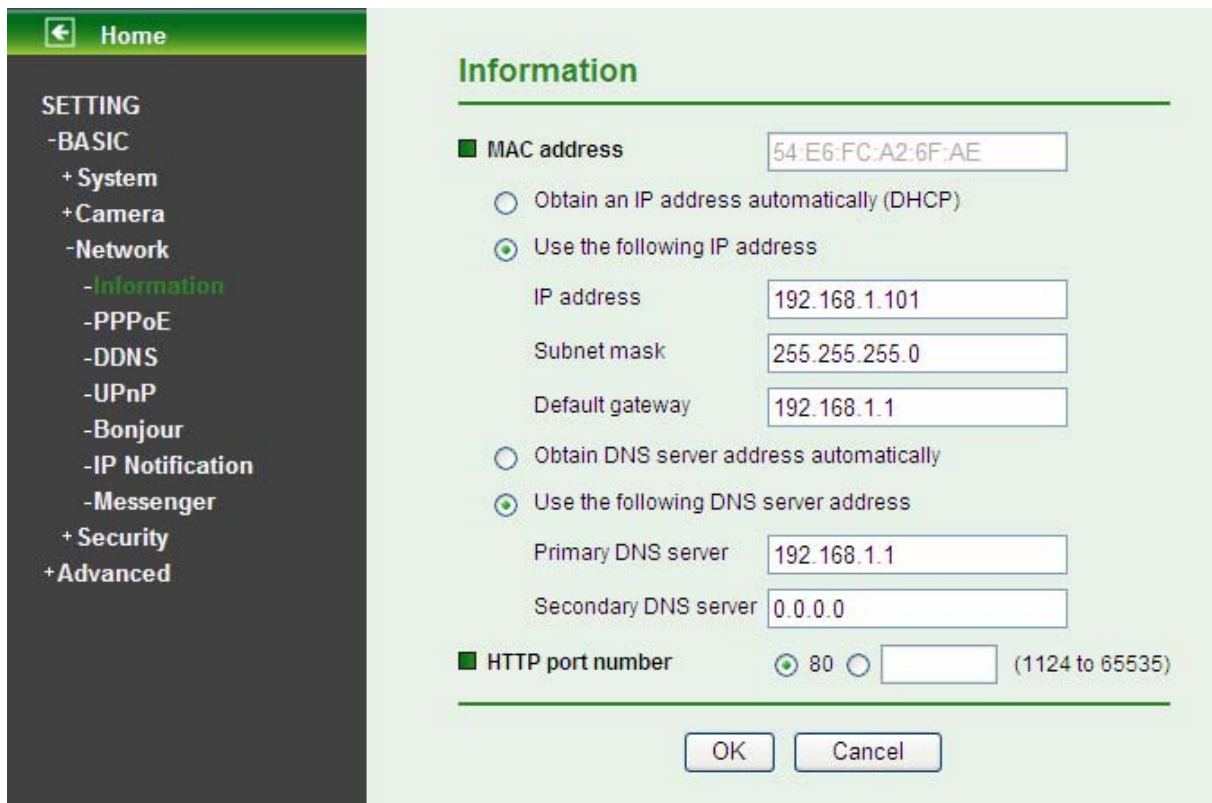 Home
SETTING
-BASIC
+System
+Camera
-Network
-Information
-PPPoE
-DDNS
-UPnP
-Bonjour
-IP Notification
-Messenger
+Security
+Advanced
Information
MAC address 54:E6:FC:A2:6F:AE
Obtain an IP address automatically (DHCP)
Use the following IP address
IP address 192.168.1.101
Subnet mask 255.255.255.0
Default gateway 192.168.1.1
Obtain DNS server address automatically
Use the following DNS server address
Primary DNS server 192.168.1.1
Secondary DNS server 0.0.0.0
HTTP port number 80 (1124 to 65535)
OK Cancel